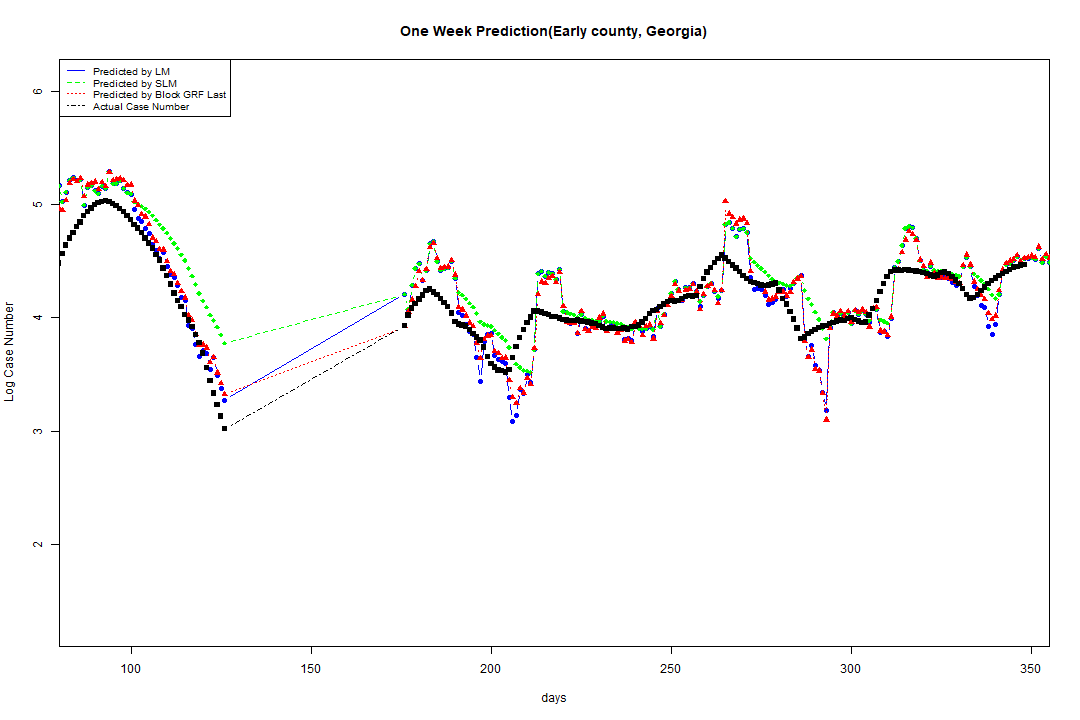 One Week Prediction(Early county, Georgia)
Predicted by LM
Predicted by SLM
Predicted by Block GRF Last
Actual Case Number
6
5
4
3
2
Log Case Number
100 150 200 250 300 350
days